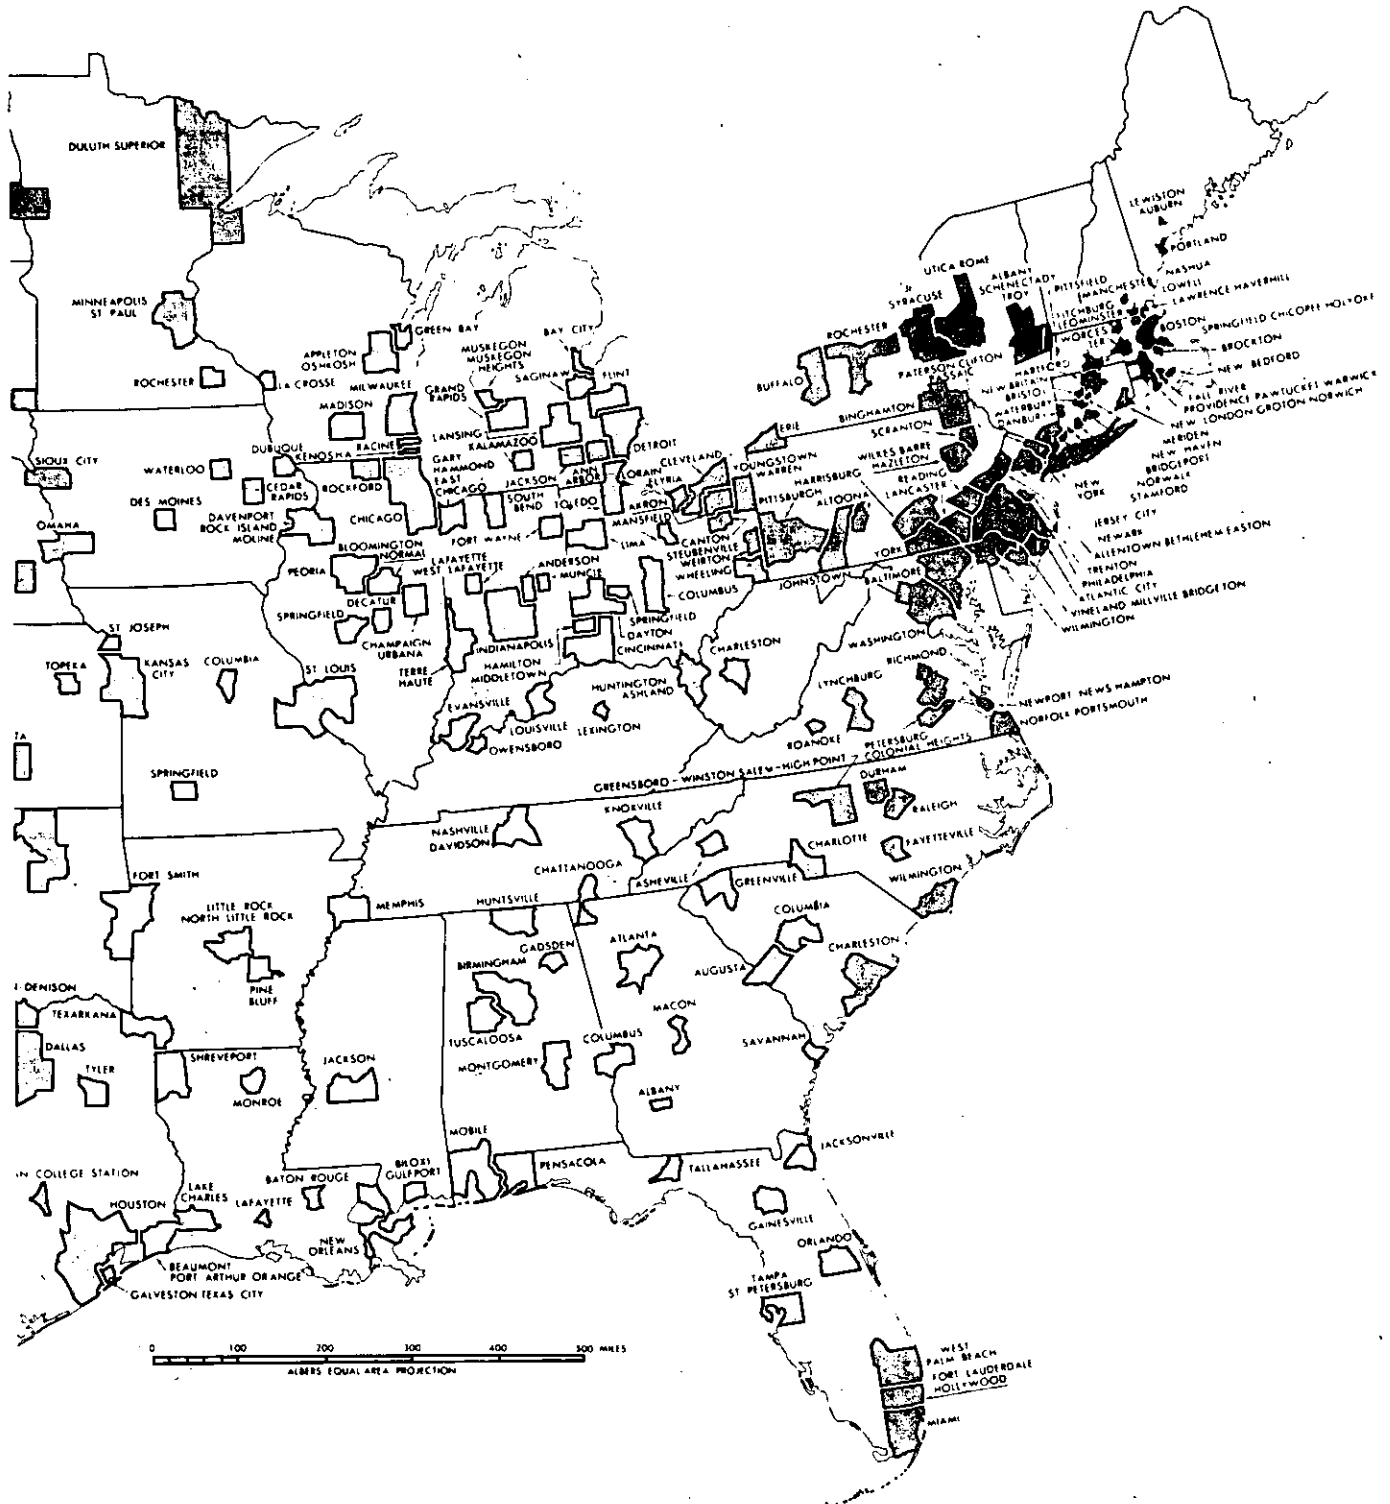 DULUTH SUPERIOR
LEWISTON
AUBURN
PORTLAND
UTICA ROME
ALBANY
SCHENECTADY
TROY
PITTSFIELD
MANCHESTER
NASHUA
LOWELL
LAWRENCE HAVERHILL
SYRACUSE
FITCHBURG
LEOMINSTER
BOSTON
SPRINGFIELD CHICOPEE HOLYOKE
WORCES
TER
BROCKTON
ROCHESTER
PATERSON CLIFTON
PASSAIC
HARTFORD
NEW BEDFORD
MINNEAPOLIS
ST PAUL
GREEN BAY
BAY CITY
MUSKEGON
MUSKEGON
HEIGHTS
APPLETON
OSHKOSH
SAGINAW
FLINT
BUFFALO
NEW BRITAIN
BRISTOL
FALL
RIVER
PROVIDENCE PAWTUCKET WARWICK
NEW LONDON GROTON NORWICH
ROCHESTER
LA CROSSE
MILWAUKEE
GRAND
RAPIDS
BINGHAMTON
WATERBURY
DANBURY
MADISON
SCRANTON
MERIDEN
NEW HAVEN
BRIDGEPORT
NORWALK
STAMFORD
LANSING
KALAMAZOO
DETROIT
ERIE
WILKES BARRE
HAZLETON
DUBUQUE
KENOSHA
RACINE
GARY
HAMMOND
EAST
CHICAGO
JACKSON
ANN
ARBOR
LORAIN
ELYRIA
CLEVELAND
YOUNGSTOWN
WARREN
HARRISBURG
READING
LANCASTER
NEW
YORK
SIOUX CITY
WATERLOO
CEDAR
RAPIDS
ROCKFORD
SOUTH
BEND
TOLEDO
AKRON
PITTSBURGH
ALTOONA
JERSEY CITY
NEWARK
ALLENTOWN BETHLEHEM EASTON
TRENTON
PHILADELPHIA
ATLANTIC CITY
VINELAND MILLVILLE BRIDGETON
WILMINGTON
DES MOINES
DAVENPORT
ROCK ISLAND
MOLINE
CHICAGO
FORT WAYNE
MANSFIELD
LIMA
CANTON
STEUBENVILLE
WEIRTON
WHEELING
OMAHA
BLOOMINGTON
NORMAL
LAFAYETTE
WEST LAFAYETTE
ANDERSON
MUNCIE
YORK
JOHNSTOWN
BALTIMORE
PEORIA
DECATUR
SPRINGFIELD
COLUMBUS
SPRINGFIELD
DAYTON
CINCINNATI
CHAMPAIGN
URBANA
INDIANAPOLIS
TERRE
HAUTE
HAMILTON
MIDDLETOWN
WASHINGTON
ST JOSEPH
TOPEKA
KANSAS
CITY
COLUMBIA
ST LOUIS
CHARLESTON
HUNTINGTON
ASHLAND
RICHMOND
LYNCHBURG
NEWPORT NEWS HAMPTON
NORFOLK PORTSMOUTH
EVANSVILLE
LOUISVILLE
OWENSBORO
LEXINGTON
ROANOKE
PETERSBURG
COLONIAL HEIGHTS
TA
SPRINGFIELD
GREENSBORO - WINSTON SALEM - HIGH POINT
DURHAM
RALEIGH
KNOXVILLE
NASHVILLE
DAVIDSON
CHARLOTTE
FAYETTEVILLE
CHATTANOOGA
ASHEVILLE
GREENVILLE
WILMINGTON
FORT SMITH
LITTLE ROCK
NORTH LITTLE ROCK
MEMPHIS
HUNTSVILLE
COLUMBIA
GADSDEN
ATLANTA
CHARLESTON
BIRMINGHAM
AUGUSTA
PINE
BLUFF
DENISON
TEXARKANA
MACON
TUSCALOOSA
COLUMBUS
SAVANNAH
DALLAS
SHREVEPORT
JACKSON
MONTGOMERY
TYLER
MONROE
ALBANY
MOBILE
JACKSONVILLE
BILOXI
GULFPORT
PENSACOLA
TALLAHASSEE
N COLLEGE STATION
BATON ROUGE
LAKE
CHARLES
LAFAYETTE
HOUSTON
GAINESVILLE
NEW
ORLEANS
ORLANDO
BEAUMONT
PORT ARTHUR ORANGE
GALVESTON TEXAS CITY
TAMPA
ST PETERSBURG
0 100 200 300 MILES
ALBERS EQUAL AREA PROJECTION
WEST
PALM BEACH
FORT LAUDERDALE
HOLLYWOOD
MIAMI